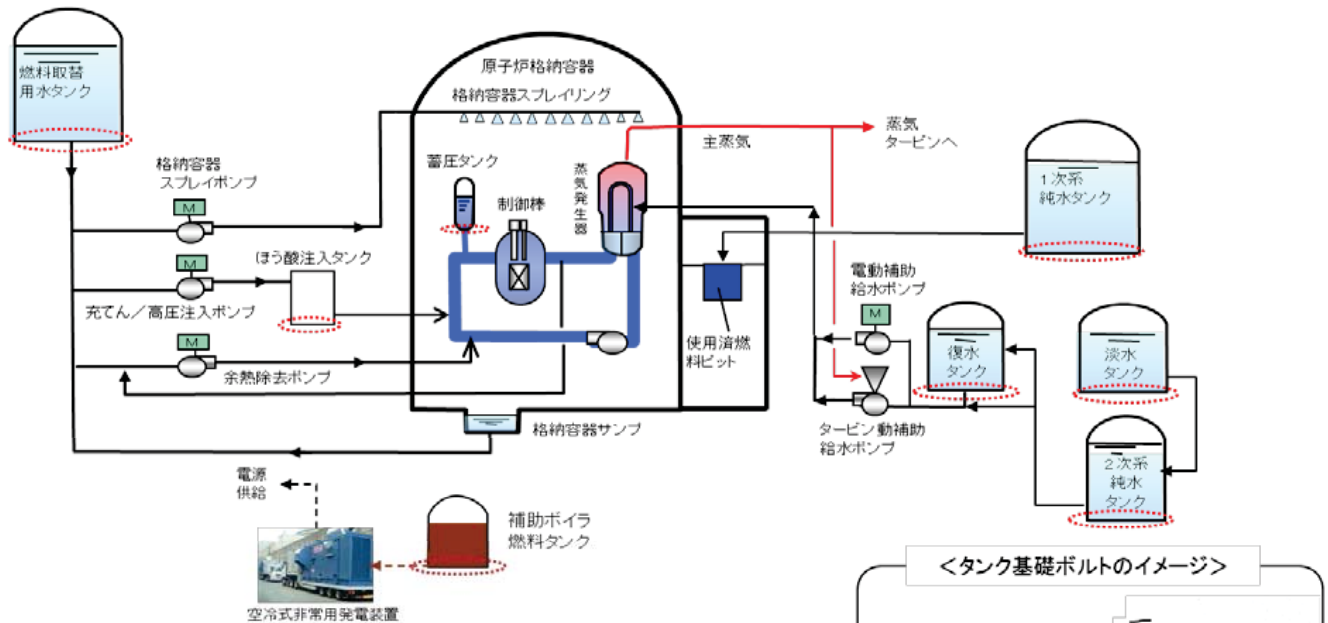 燃料取替
用水タンク
原子炉格納容器
格納容器スプレイリング
主蒸気
蒸気
タービンへ
格納容器
スプレイポンプ
M
蓄圧タンク
制御棒
蒸気発生器
1次系
純水タンク
ほう酸注入タンク
M
充てん／高圧注入ポンプ
M
余熱除去ポンプ
使用済燃
料ピット
電動補助
給水ポンプ
M
復水
タンク
淡水
タンク
タービン動補助
給水ポンプ
2次系
純水
タンク
格納容器サンプ
電源
供給
補助ボイラ
燃料タンク
空冷式非常用発電装置
＜タンク基礎ボルトのイメージ＞